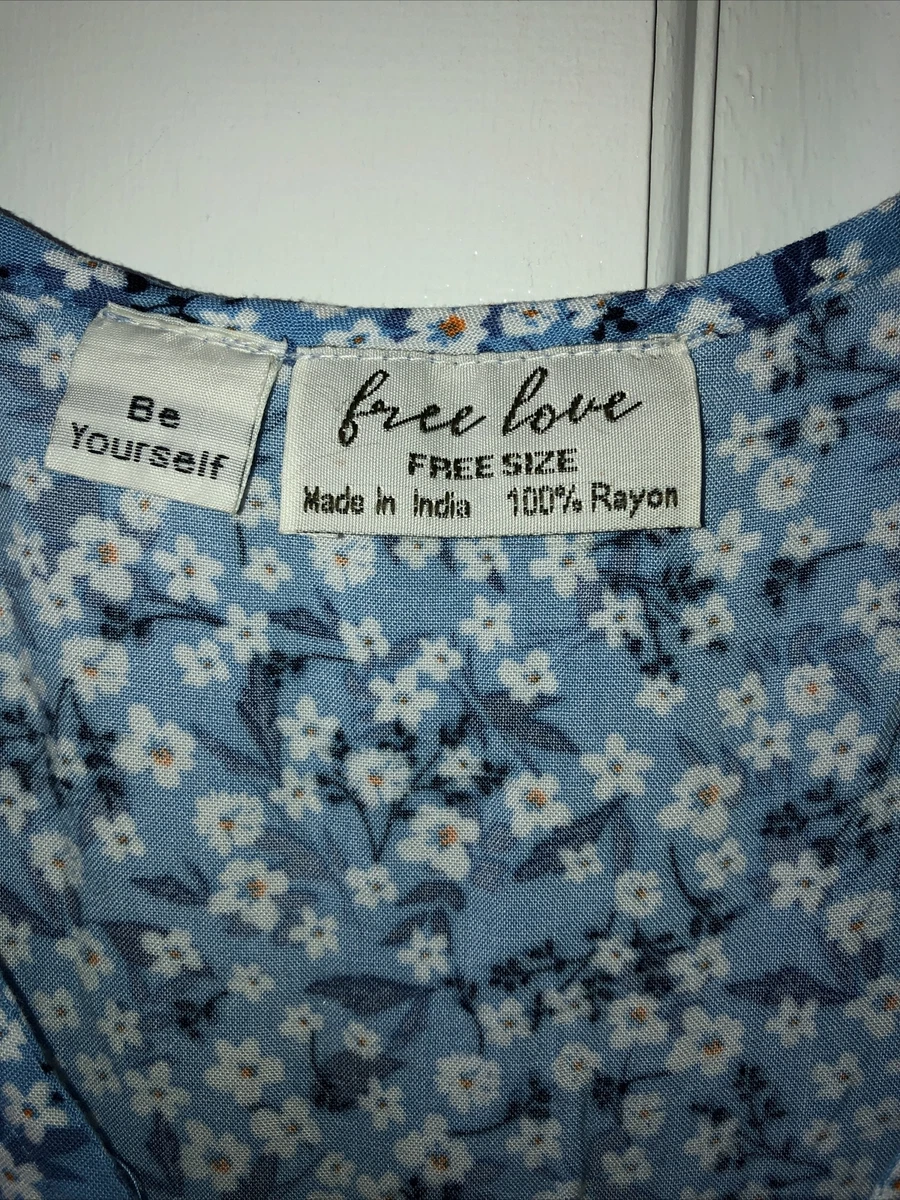 Be
Yourself
free love
FREE SIZE
Made in India 100% Rayon